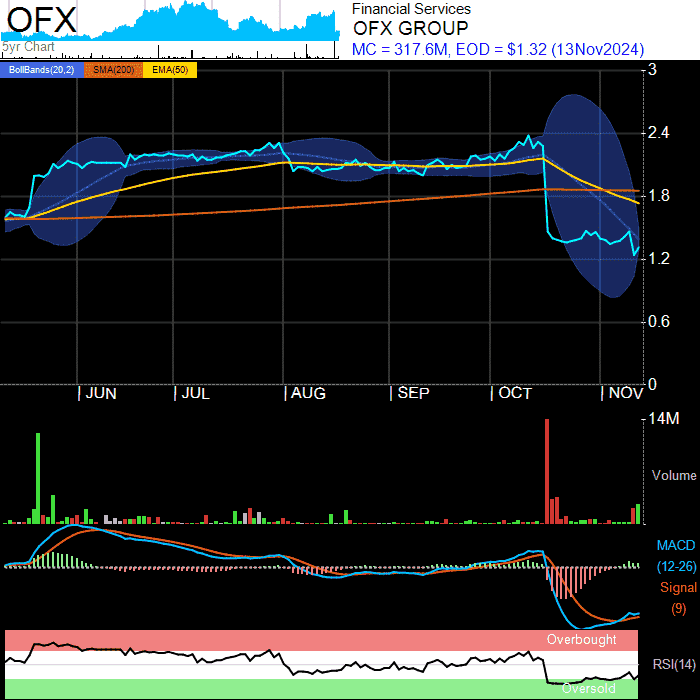 OFX
Financial Services
OFX GROUP
5yr Chart
MC = 317.6M, EOD = $1.32 (13Nov2024)
BollBands(20,2) SMA(200) EMA(50)
3
2.4
1.8
1.2
0.6
0
| JUN | JUL | AUG | SEP | OCT | NOV
14M
Volume
MACD
(12-26)
Signal
(9)
Overbought
RSI(14)
Oversold